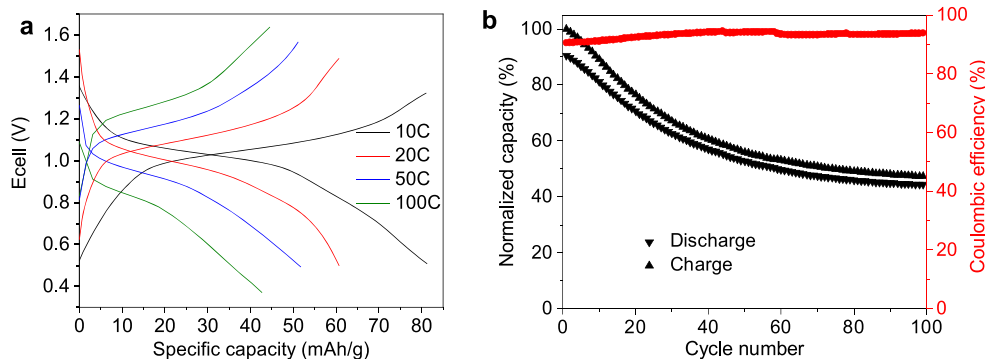 a
1.6
1.4
1.2
1.0
0.8
0.6
0.4
Ecell (V)
10C
20C
50C
100C
0 10 20 30 40 50 60 70 80
Specific capacity (mAh/g)
b
100
80
60
40
20
0
Normalized capacity (%)
Discharge
Charge
0 20 40 60 80 100
Cycle number
100
80
60
40
20
0
Coulombic efficiency (%)